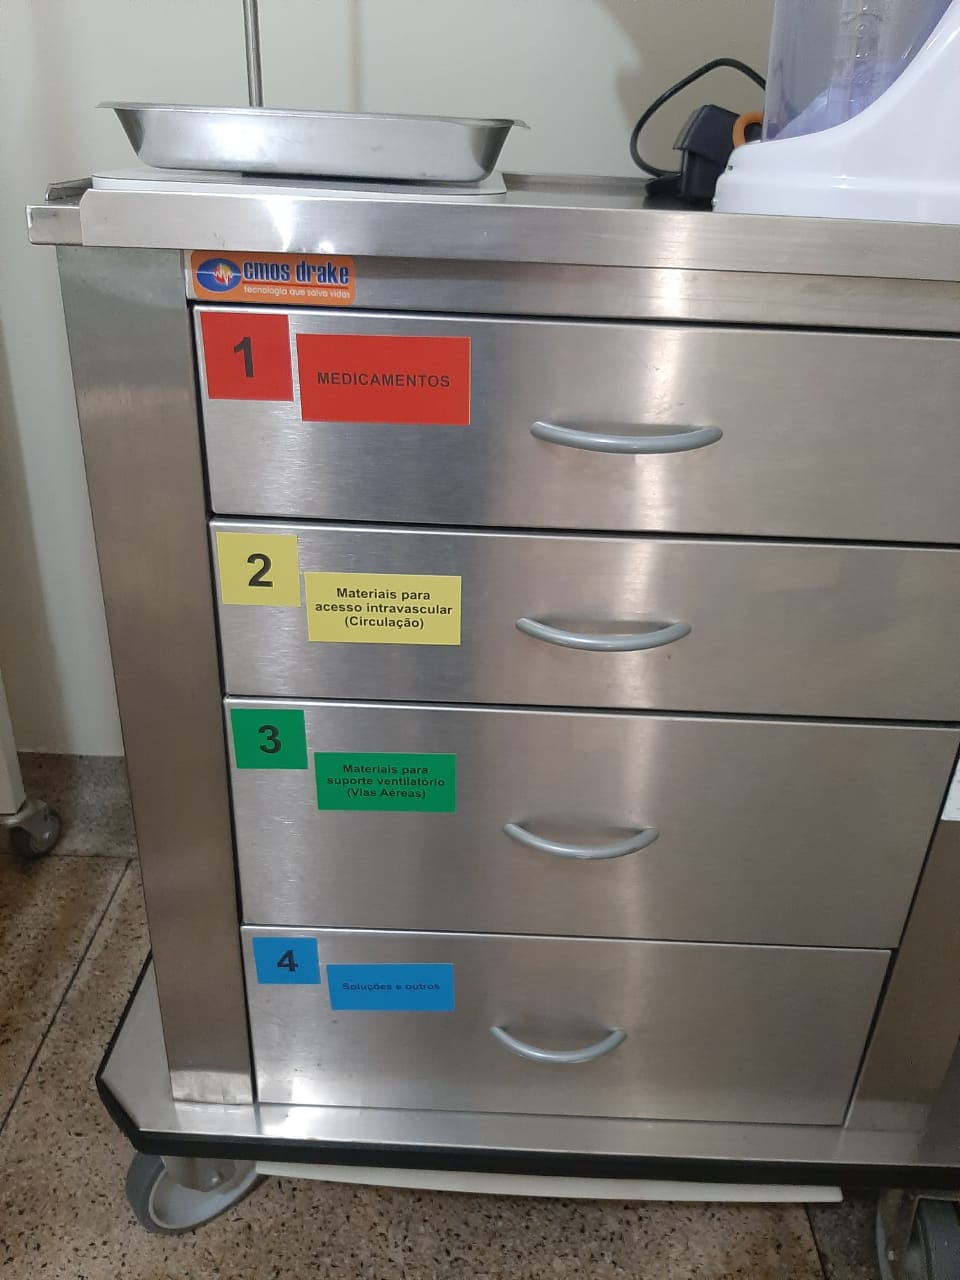 cmos drake
tecnologia que salva vidas
1
MEDICAMENTOS
2
Materiais para
acesso intravascular
(Circulação)
3
Materiais para
suporte ventilatório
(Vias Aéreas)
4
Soluções e outros